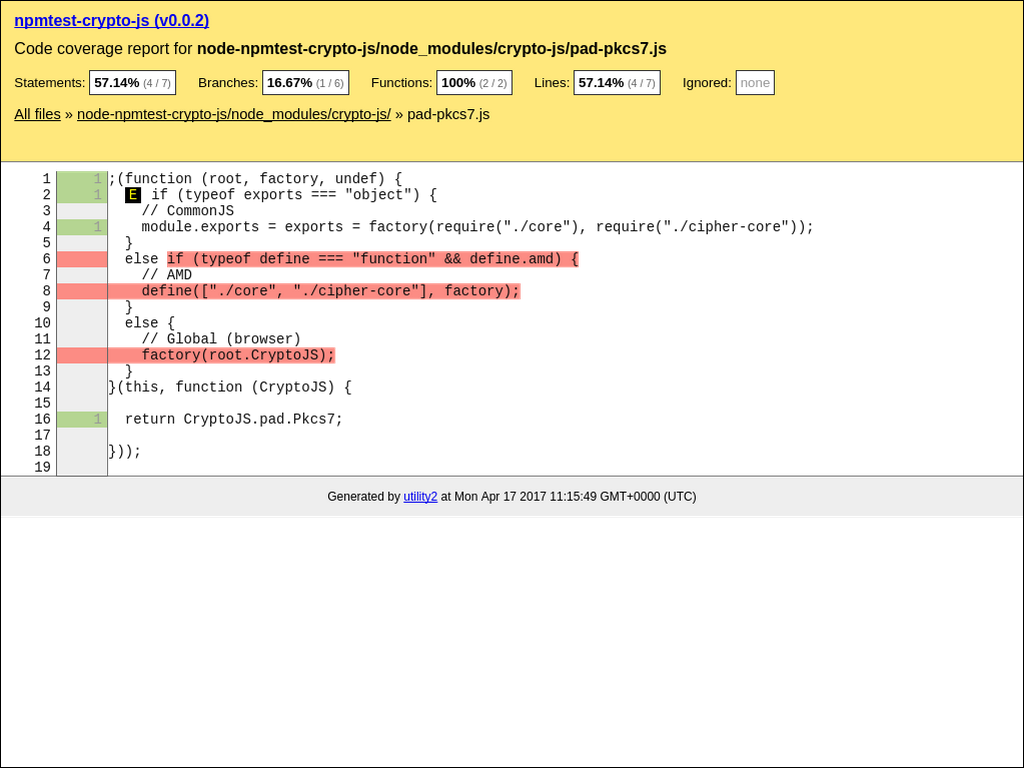 npmtest-crypto-js (v0.0.2)
Code coverage report for node-npmtest-crypto-js/node_modules/crypto-js/pad-pkcs7.js
Statements: 57.14% (4 / 7) Branches: 16.67% (1 / 6) Functions: 100% (2 / 2) Lines: 57.14% (4 / 7) Ignored: none
All files » node-npmtest-crypto-js/node_modules/crypto-js/ » pad-pkcs7.js
1 1 ;(function (root, factory, undef) {
2 1 E if (typeof exports === "object") {
3 // CommonJS
4 1 module.exports = exports = factory(require("./core"), require("./cipher-core"));
5 }
6 else if (typeof define === "function" && define.amd) {
7 // AMD
8 define(["./core", "./cipher-core"], factory);
9 }
10 else {
11 // Global (browser)
12 factory(root.CryptoJS);
13 }
14 }(this, function (CryptoJS) {
15
16 1 return CryptoJS.pad.Pkcs7;
17
18 }));
19
Generated by utility2 at Mon Apr 17 2017 11:15:49 GMT+0000 (UTC)